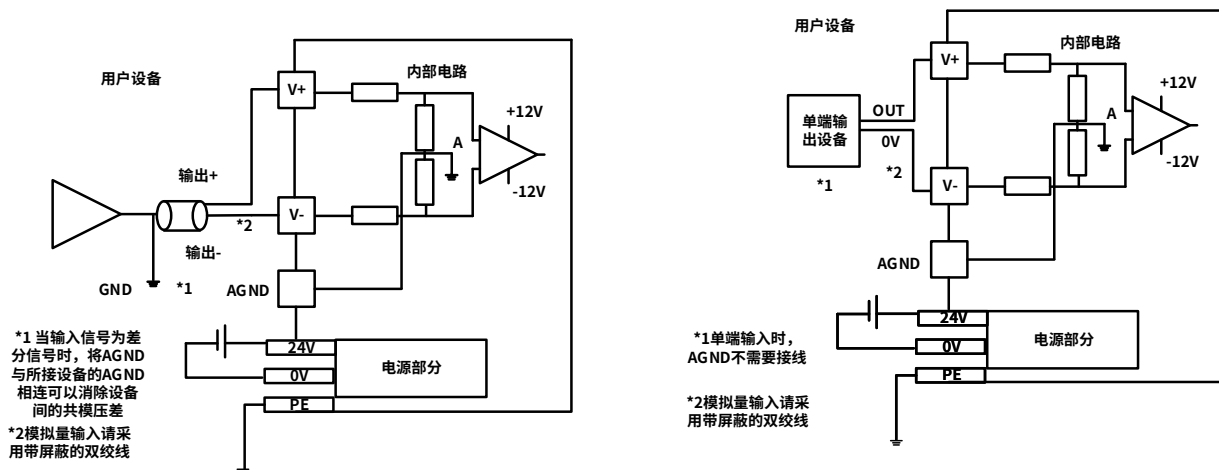 用户设备
内部电路
V+
+12V
A
-12V
输出+
*2
V-
输出-
GND
*1
AGND
*1 当输入信号为差
分信号时，将AGND
与所接设备的AGND
相连可以消除设备
间的共模压差
*2模拟量输入请采
用带屏蔽的双绞线
24V
0V
PE
电源部分
用户设备
内部电路
V+
+12V
A
-12V
单端输
出设备
OUT
0V
*1
*2
V-
AGND
*1单端输入时，
AGND不需要接线
*2模拟量输入请采
用带屏蔽的双绞线
24V
0V
PE
电源部分